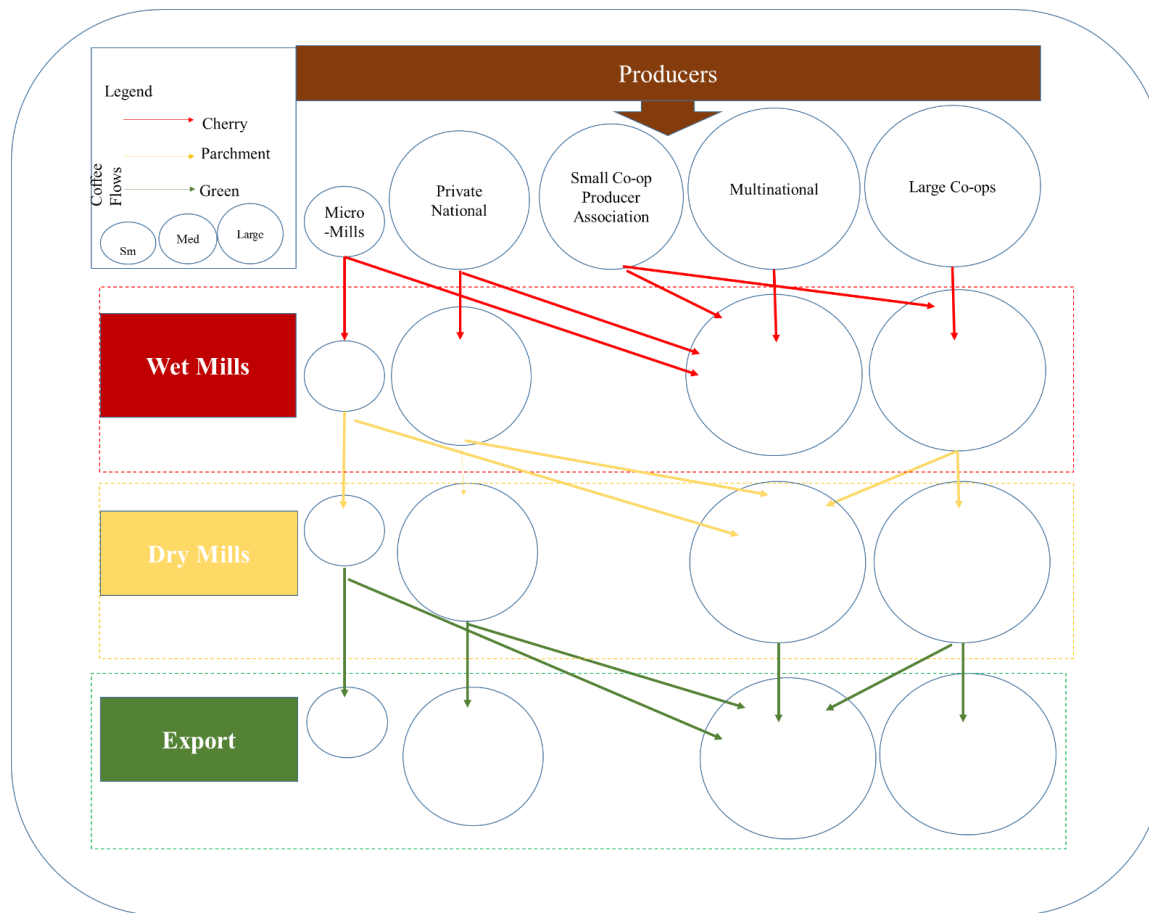 Producers
Legend
Cherry
Parchment
Green
Coffee
Flows
Sm
Med
Large
Micro
-Mills
Private
National
Small Co-op
Producer
Association
Multinational
Large Co-ops
Wet Mills
Dry Mills
Export